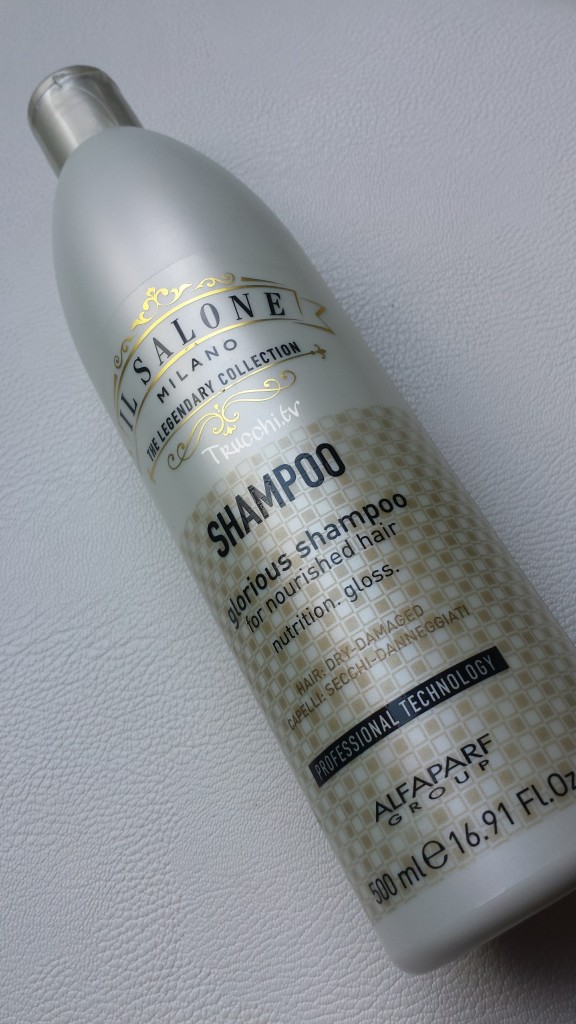 IL SALONE
MILANO
THE LEGENDARY COLLECTION
Trucchi.tv
SHAMPOO
glorious shampoo
for nourished hair
nutrition. gloss.
HAIR: DRY-DAMAGED
CAPELLI: SECCHI-DANNEGGIATI
PROFESSIONAL TECHNOLOGY
ALFAPARF
GROUP
500 ml e 16.91 Fl.Oz